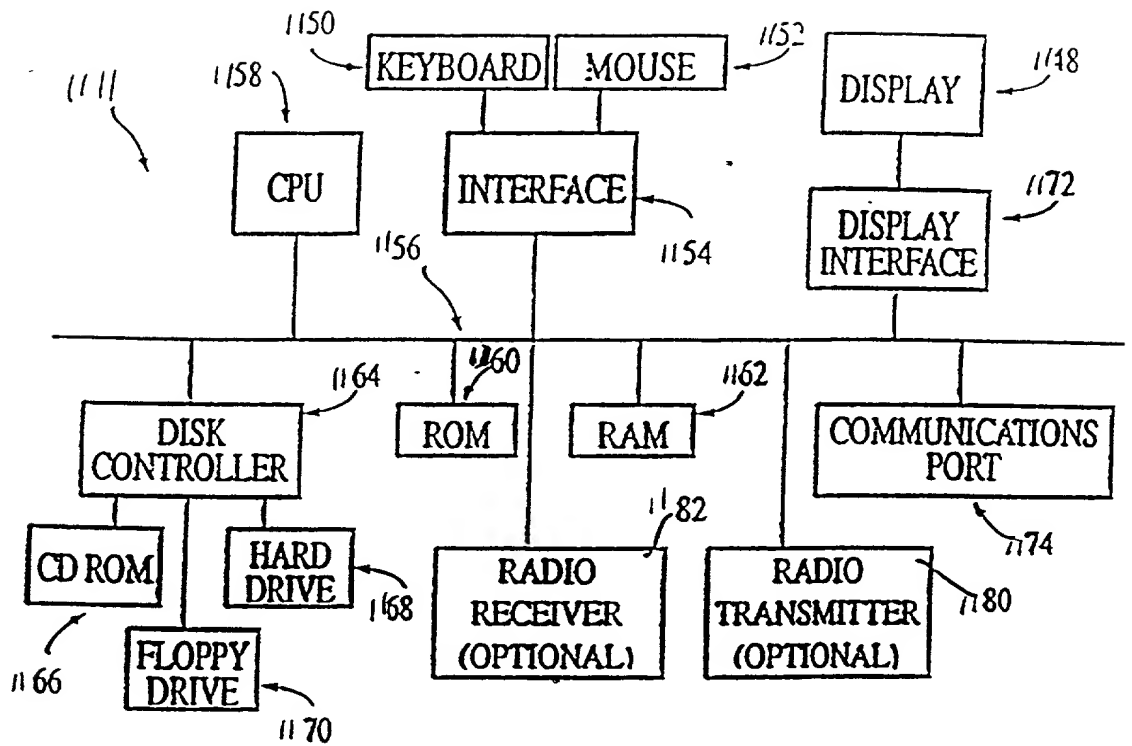 1150
1152
KEYBOARD
MOUSE
1158
1148
1111
DISPLAY
CPU
INTERFACE
1172
DISPLAY
INTERFACE
1156
1154
1160
1164
1162
DISK
CONTROLLER
ROM
RAM
COMMUNICATIONS
PORT
1182
1174
CD ROM
HARD
DRIVE
1168
RADIO
RECEIVER
(OPTIONAL)
RADIO
TRANSMITTER
(OPTIONAL)
1180
FLOPPY
DRIVE
1166
1170